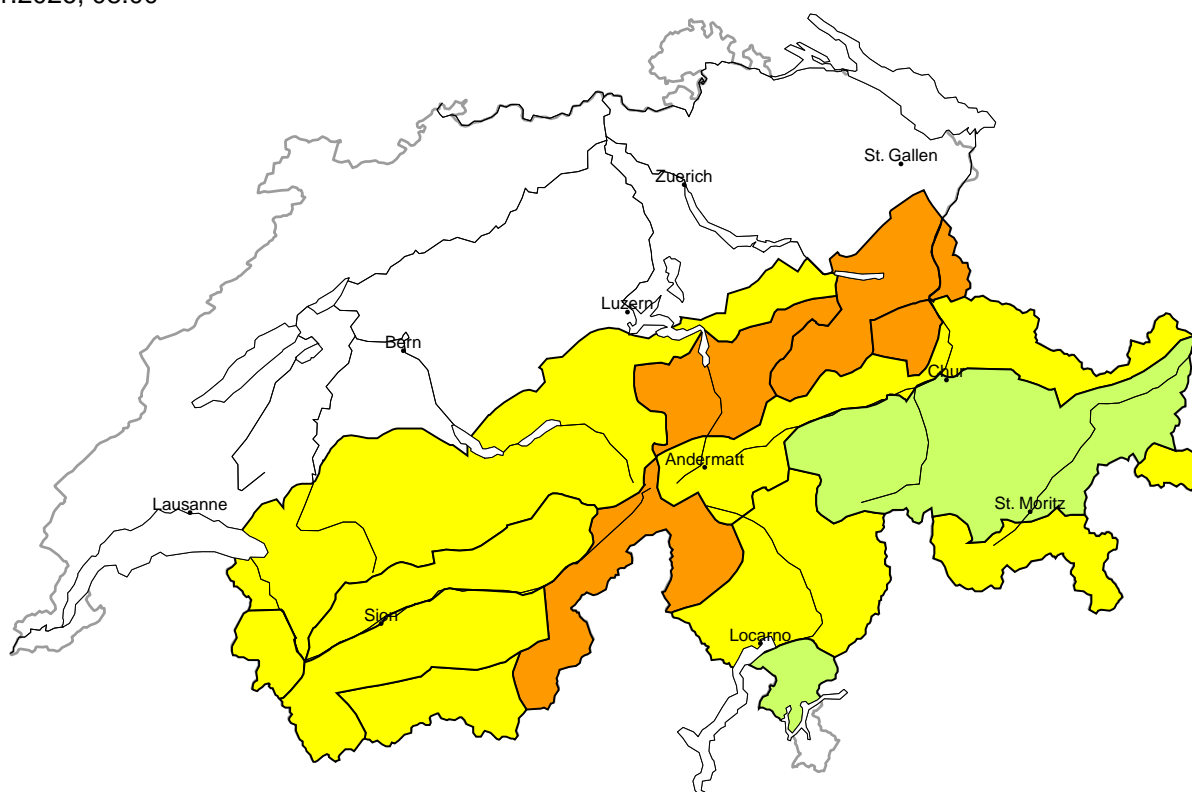 St. Gallen
Zuerich
Luzern
Bern
Chur
Andermatt
Lausanne
St. Moritz
Sion
Locarno